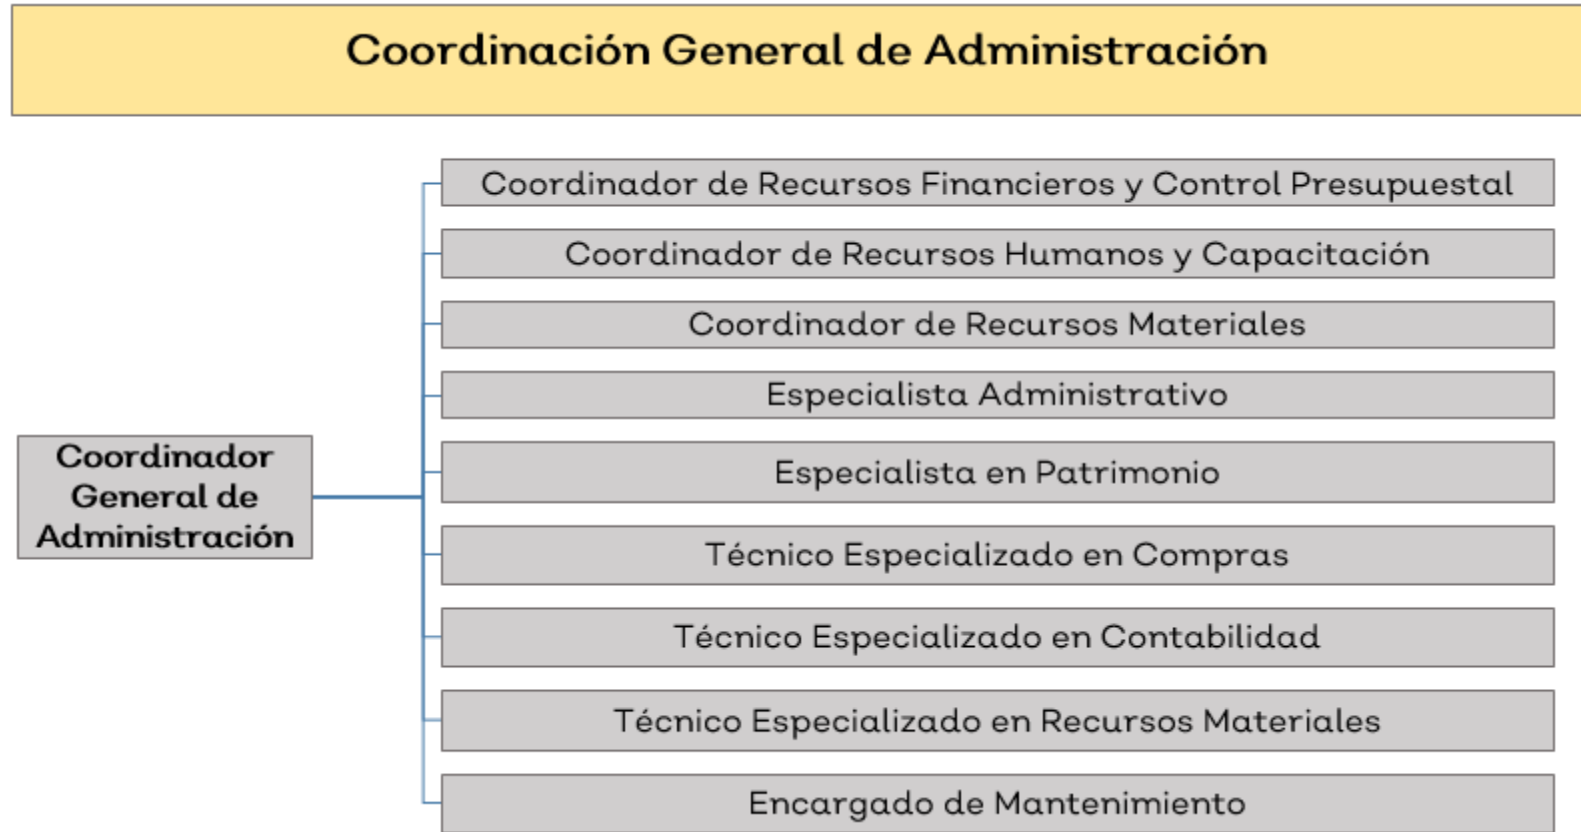 Coordinación General de Administración
Coordinador de Recursos Financieros y Control Presupuestal
Coordinador de Recursos Humanos y Capacitación
Coordinador de Recursos Materiales
Especialista Administrativo
Coordinador
General de
Administración
Especialista en Patrimonio
Técnico Especializado en Compras
Técnico Especializado en Contabilidad
Técnico Especializado en Recursos Materiales
Encargado de Mantenimiento